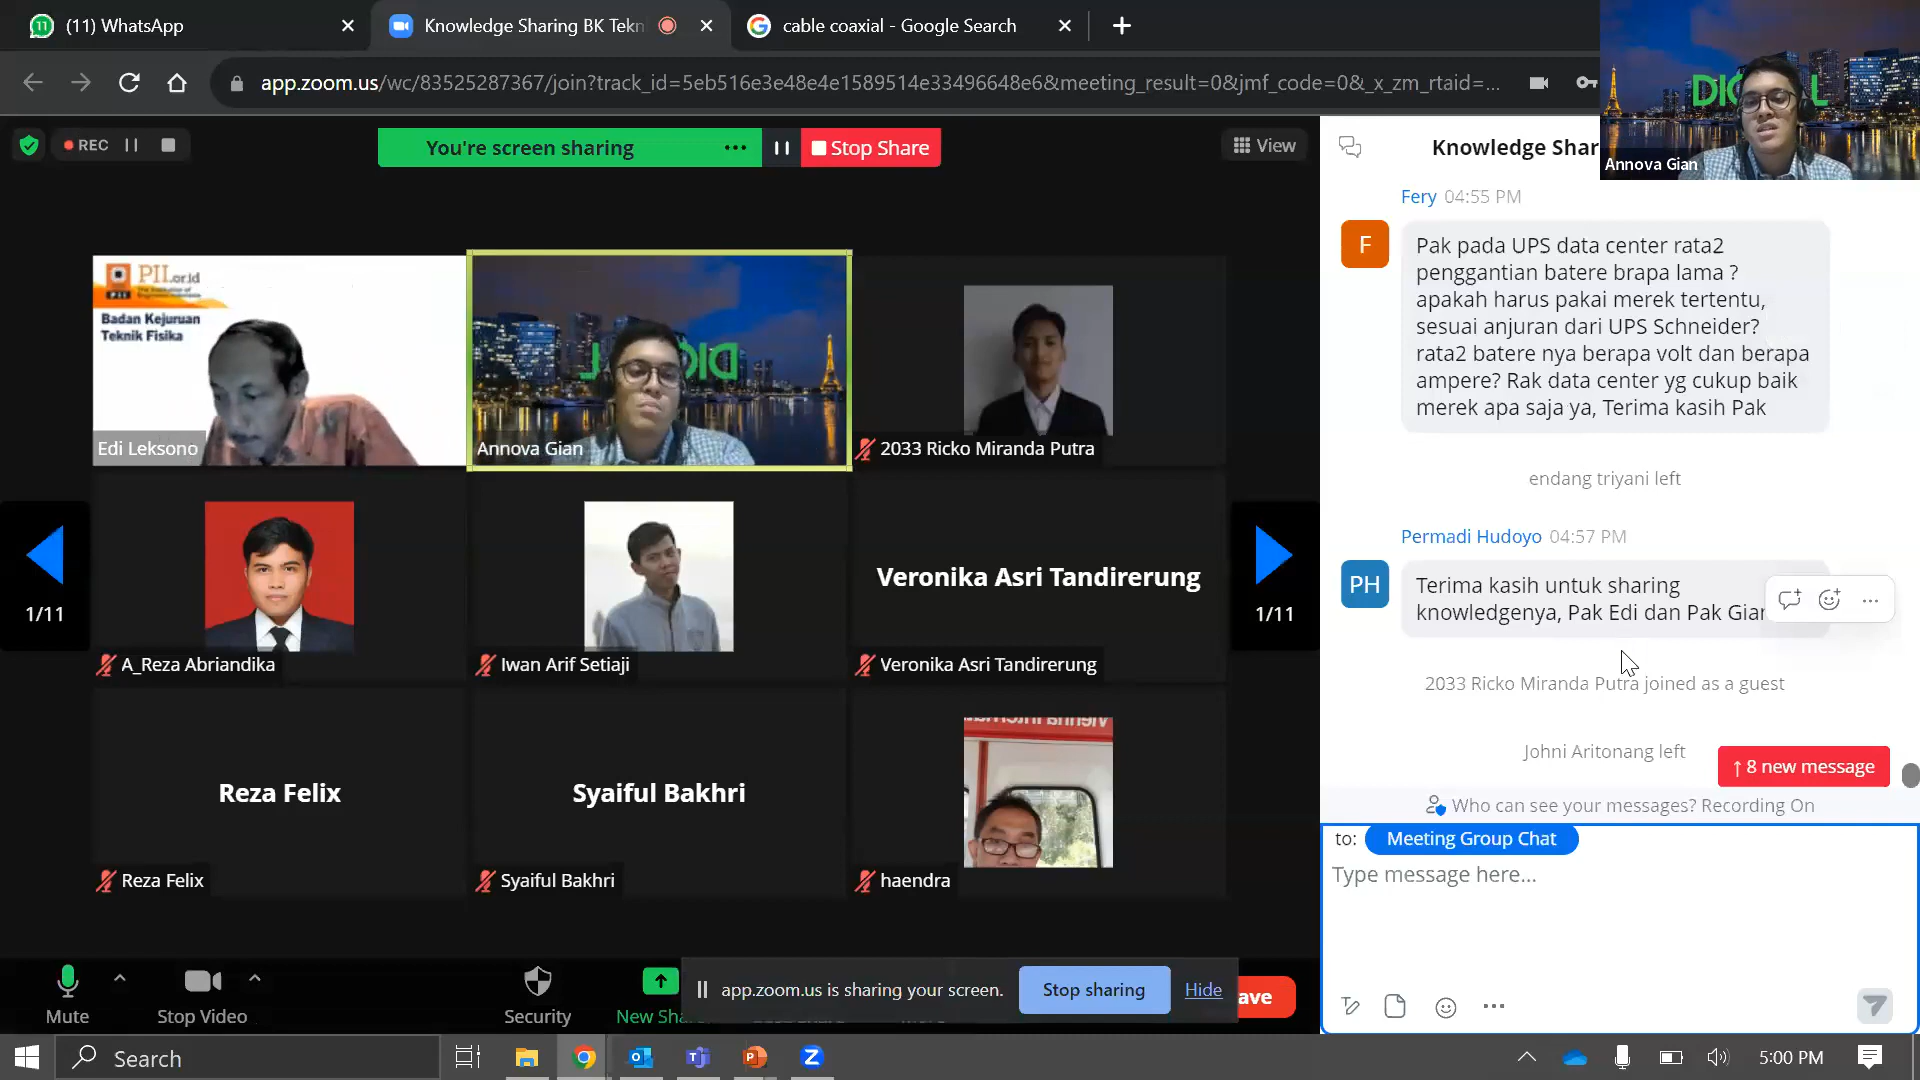 (11) WhatsApp
Knowledge Sharing BK Tekn
cable coaxial - Google Search
app.zoom.us/wc/83525287367/join?track_id=5eb516e3e48e4e1589514e33496648e6&meeting_result=0&jmf_code=0&_x_zm_rtaid=...
REC
You're screen sharing
Stop Share
View
Knowledge Shar
Annova Gian
PII.or.id
Badan Kejuruan
Teknik Fisika
Edi Leksono
Annova Gian
2033 Ricko Miranda Putra
A_Reza Abriandika
Iwan Arif Setiaji
Veronika Asri Tandirerung
Veronika Asri Tandirerung
Reza Felix
Reza Felix
Syaiful Bakhri
Syaiful Bakhri
haendra
1/11
1/11
Fery 04:55 PM
F
Pak pada UPS data center rata2
penggantian batere brapa lama ?
apakah harus pakai merek tertentu,
sesuai anjuran dari UPS Schneider?
rata2 batere nya berapa volt dan berapa
ampere? Rak data center yg cukup baik
merek apa saja ya, Terima kasih Pak
endang triyani left
Permadi Hudoyo 04:57 PM
PH
Terima kasih untuk sharing
knowledgenya, Pak Edi dan Pak Gian
2033 Ricko Miranda Putra joined as a guest
Johni Aritonang left
↑ 8 new message
Who can see your messages? Recording On
to: Meeting Group Chat
Type message here...
Mute
Stop Video
Security
New Sha
app.zoom.us is sharing your screen.
Stop sharing
Hide
ave
Search
5:00 PM